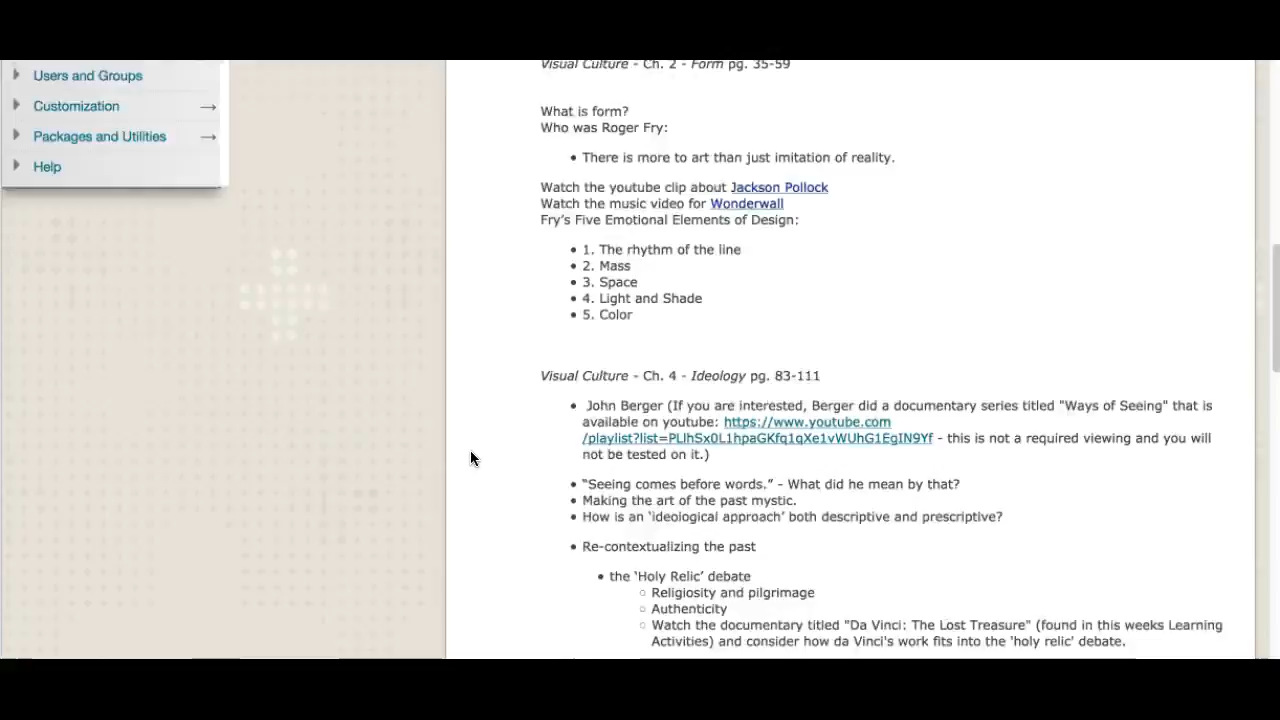 Users and Groups
Customization
Packages and Utilities
Help
Visual Culture - Ch. 2 - Form pg. 35-59
What is form?
Who was Roger Fry:
• There is more to art than just imitation of reality.
Watch the youtube clip about Jackson Pollock
Watch the music video for Wonderwall
Fry's Five Emotional Elements of Design:
• 1. The rhythm of the line
• 2. Mass
• 3. Space
• 4. Light and Shade
• 5. Color
Visual Culture - Ch. 4 - Ideology pg. 83-111
• John Berger (If you are interested, Berger did a documentary series titled "Ways of Seeing" that is
available on youtube: https://www.youtube.com
/playlist?list=PLlhSx0L1hpaGKfq1qXe1vWUhG1EgIN9Yf - this is not a required viewing and you will
not be tested on it.)
• “Seeing comes before words.” - What did he mean by that?
• Making the art of the past mystic.
• How is an ‘ideological approach’ both descriptive and prescriptive?
• Re-contextualizing the past
• the ‘Holy Relic’ debate
○ Religiosity and pilgrimage
○ Authenticity
○ Watch the documentary titled "Da Vinci: The Lost Treasure" (found in this weeks Learning
Activities) and consider how da Vinci's work fits into the 'holy relic' debate.